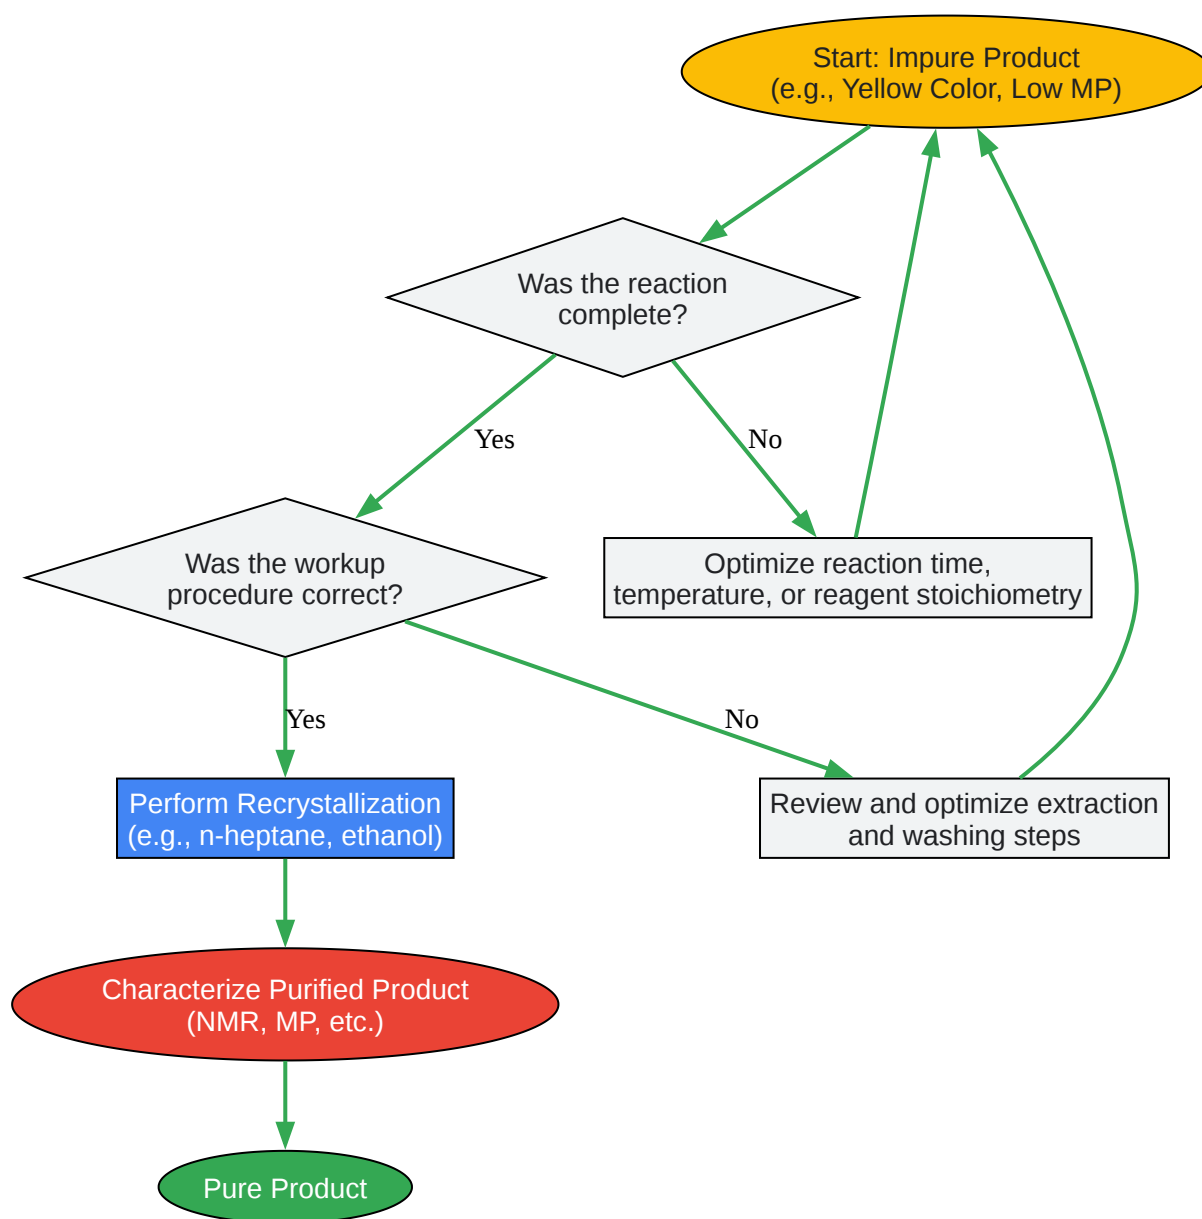 Start: Impure Product
(e.g., Yellow Color, Low MP)
Was the reaction
complete?
Yes
No
Was the workup
procedure correct?
Optimize reaction time,
temperature, or reagent stoichiometry
Yes
No
Perform Recrystallization
(e.g., n-heptane, ethanol)
Review and optimize extraction
and washing steps
Characterize Purified Product
(NMR, MP, etc.)
Pure Product